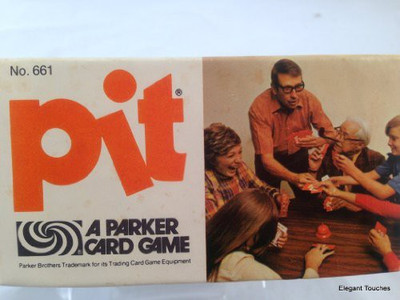 No. 661
pit®
A PARKER
CARD GAME
Parker Brothers Trademark for its Trading Card Game Equipment
Elegant Touches